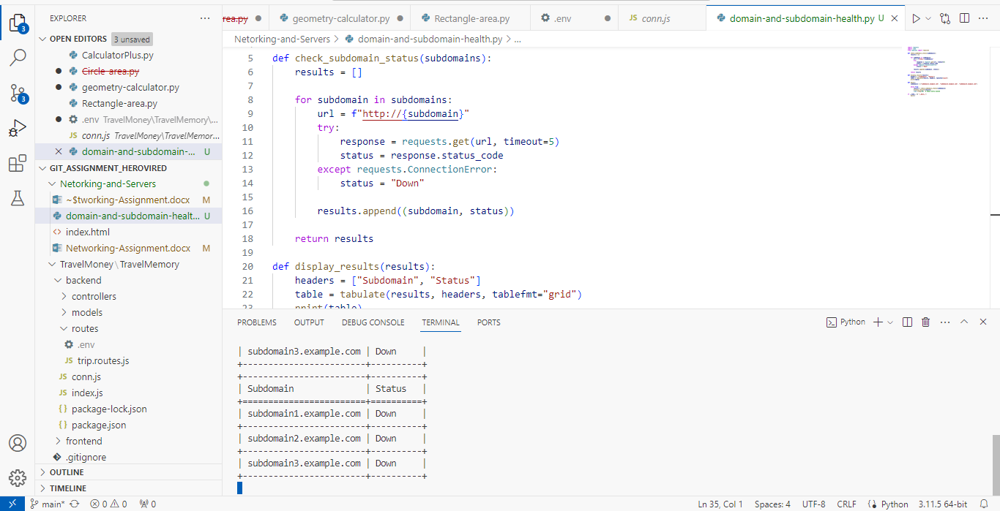 EXPLORER
OPEN EDITORS 3 unsaved
CalculatorPlus.py
Circle-area.py
geometry-calculator.py
Rectangle-area.py
.env TravelMoney\TravelMemory\...
JS conn.js TravelMoney\TravelMemor...
domain-and-subdomain-... U
GIT_ASSIGNMENT_HEROVIRED
Netorking-and-Servers
~$tworking-Assignment.docx M
domain-and-subdomain-healt... U
index.html
Networking-Assignment.docx M
TravelMoney\TravelMemory
backend
controllers
models
routes
.env
JS trip.routes.js
JS conn.js
JS index.js
{} package-lock.json
{} package.json
frontend
.gitignore
OUTLINE
TIMELINE
3
3
rea.py
geometry-calculator.py
Rectangle-area.py
.env
JS conn.js
domain-and-subdomain-health.py U
Netorking-and-Servers > domain-and-subdomain-health.py > ...
5 def check_subdomain_status(subdomains):
6 results = []
7
8 for subdomain in subdomains:
9 url = f"http://{subdomain}"
10 try:
11 response = requests.get(url, timeout=5)
12 status = response.status_code
13 except requests.ConnectionError:
14 status = "Down"
15
16 results.append((subdomain, status))
17
18 return results
19
20 def display_results(results):
21 headers = ["Subdomain", "Status"]
22 table = tabulate(results, headers, tablefmt="grid")
23 print(table)
PROBLEMS OUTPUT DEBUG CONSOLE TERMINAL PORTS
Python
| subdomain3.example.com | Down |
+------------------------+----------+
+------------------------+----------+
| Subdomain | Status |
+========================+==========+
| subdomain1.example.com | Down |
+------------------------+----------+
| subdomain2.example.com | Down |
+------------------------+----------+
| subdomain3.example.com | Down |
+------------------------+----------+
main* 0 0 0 Ln 35, Col 1 Spaces: 4 UTF-8 CRLF Python 3.11.5 64-bit